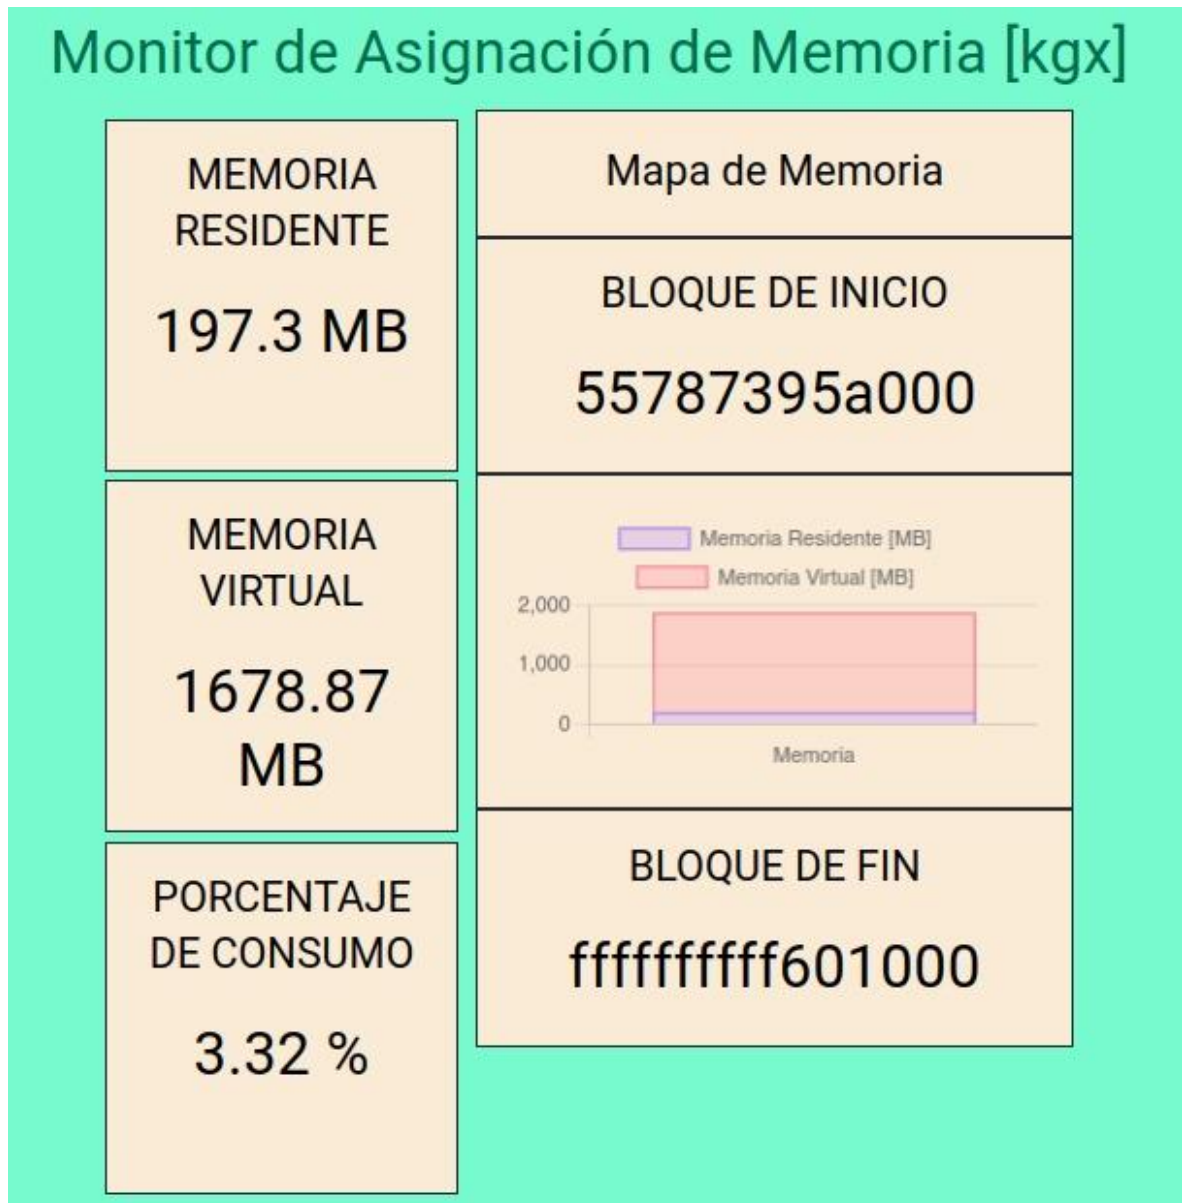 Monitor de Asignación de Memoria [kgx]
MEMORIA
RESIDENTE
197.3 MB
MEMORIA
VIRTUAL
1678.87
MB
PORCENTAJE
DE CONSUMO
3.32 %
Mapa de Memoria
BLOQUE DE INICIO
55787395a000
Memoria Residente [MB]
Memoria Virtual [MB]
2,000
1,000
0
Memoria
BLOQUE DE FIN
ffffffffff601000